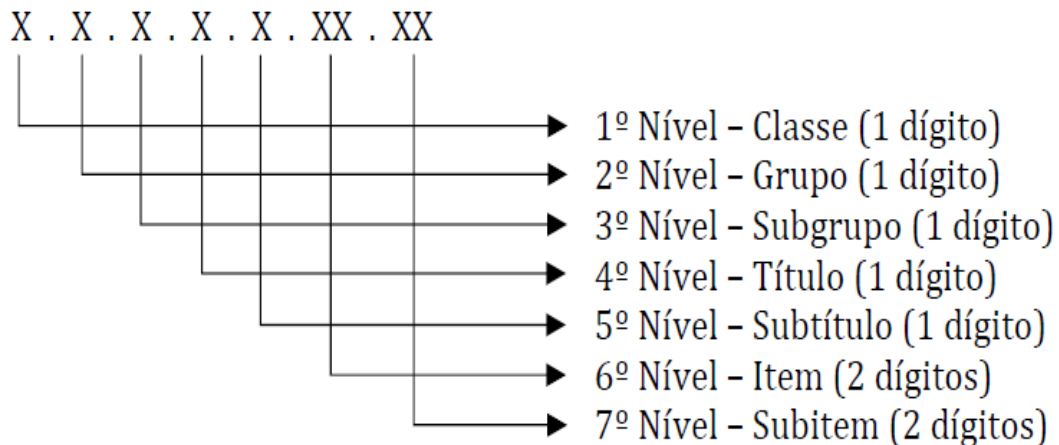 X . X . X . X . X . XX . XX
1º Nível – Classe (1 dígito)
2º Nível – Grupo (1 dígito)
3º Nível – Subgrupo (1 dígito)
4º Nível – Título (1 dígito)
5º Nível – Subtítulo (1 dígito)
6º Nível – Item (2 dígitos)
7º Nível – Subitem (2 dígitos)